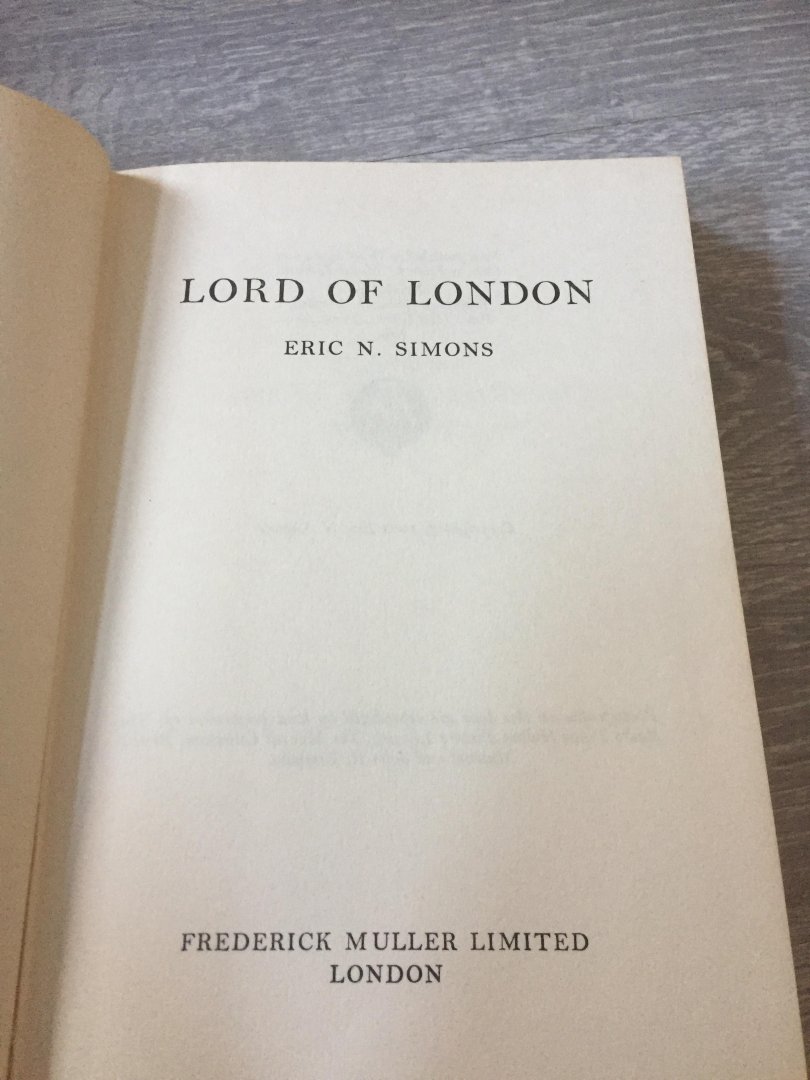 LORD OF LONDON
ERIC N. SIMONS
FREDERICK MULLER LIMITED
LONDON